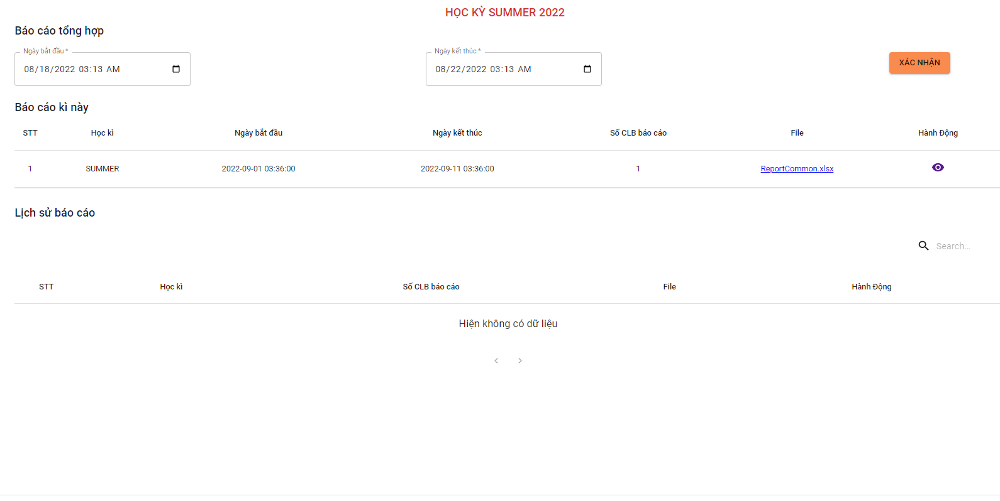 HỌC KỲ SUMMER 2022
Báo cáo tổng hợp
Ngày bắt đầu * Ngày kết thúc *
08/18/2022 03:13 AM 08/22/2022 03:13 AM XÁC NHẬN
Báo cáo kì này
STT Học kì Ngày bắt đầu Ngày kết thúc Số CLB báo cáo File Hành Động
1 SUMMER 2022-09-01 03:36:00 2022-09-11 03:36:00 1 ReportCommon.xlsx
Lịch sử báo cáo
Search…
STT Học kì Số CLB báo cáo File Hành Động
Hiện không có dữ liệu